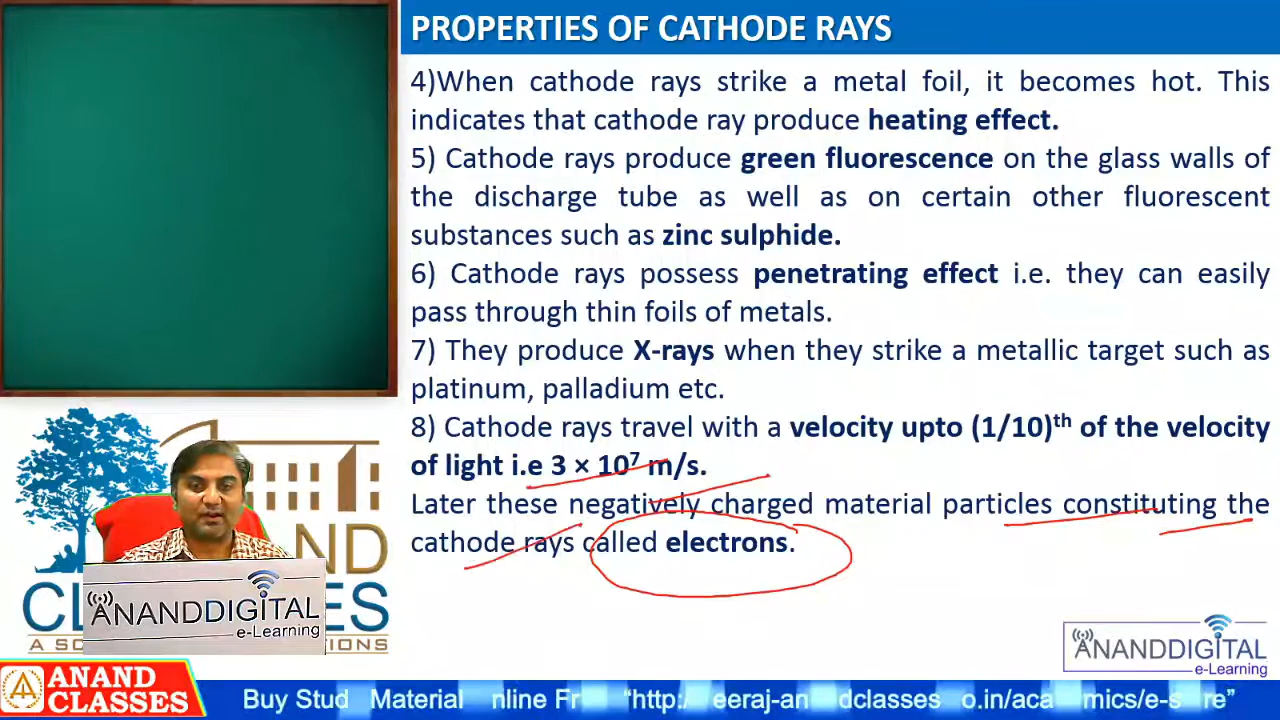 PROPERTIES OF CATHODE RAYS
4)When cathode rays strike a metal foil, it becomes hot. This
indicates that cathode ray produce heating effect.
5) Cathode rays produce green fluorescence on the glass walls of
the discharge tube as well as on certain other fluorescent
substances such as zinc sulphide.
6) Cathode rays possess penetrating effect i.e. they can easily
pass through thin foils of metals.
7) They produce X-rays when they strike a metallic target such as
platinum, palladium etc.
8) Cathode rays travel with a velocity upto (1/10)th of the velocity
of light i.e 3 × 10⁷ m/s.
Later these negatively charged material particles constituting the
cathode rays called electrons.
ANANDDIGITAL
e-Learning
ANANDDIGITAL
e-Learning
ANAND
CLASSES
Buy Material